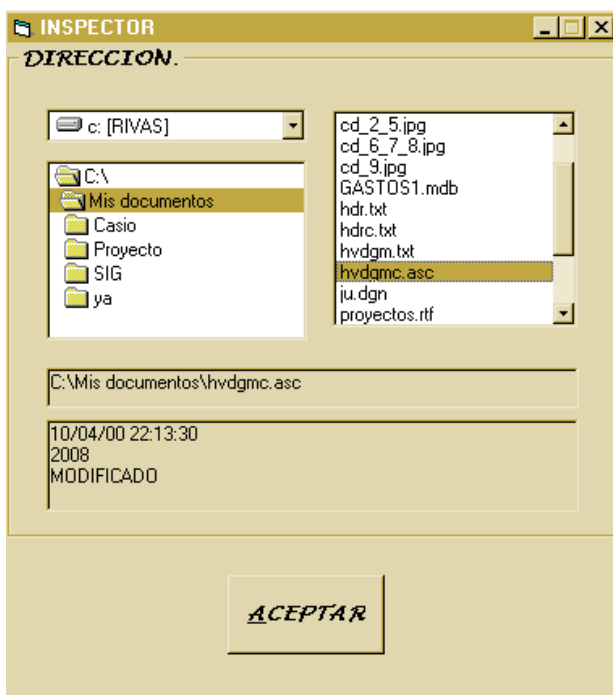 INSPECTOR
DIRECCION.
c: [RIVAS]
C:\
Mis documentos
Casio
Proyecto
SIG
ya
cd_2_5.jpg
cd_6_7_8.jpg
cd_9.jpg
GASTOS1.mdb
hdr.txt
hdrc.txt
hvdgm.txt
hvdgmc.asc
ju.dgn
proyectos.rtf
C:\Mis documentos\hvdgmc.asc
10/04/00 22:13:30
2008
MODIFICADO
ACEPTAR